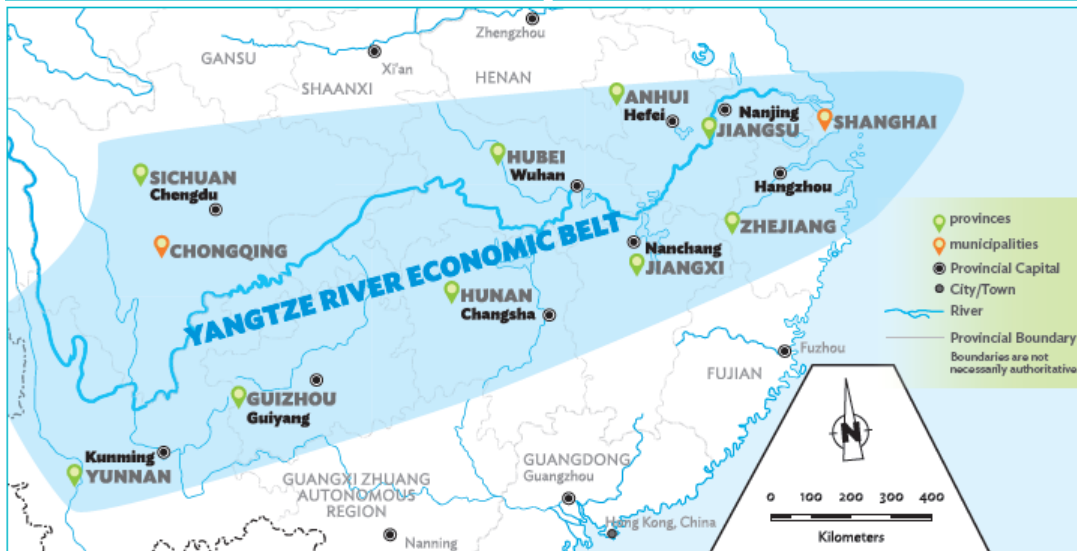 Zhengzhou
GANSU
Xi'an
SHAANXI
HENAN
ANHUI
Hefei
Nanjing
JIANGSU
SHANGHAI
HUBEI
Wuhan
SICHUAN
Chengdu
Hangzhou
CHONGQING
ZHEJIANG
Nanchang
JIANGXI
YANGTZE RIVER ECONOMIC BELT
HUNAN
Changsha
Fuzhou
FUJIAN
GUIZHOU
Guiyang
Kunming
YUNNAN
GUANGXI ZHUANG
AUTONOMOUS
REGION
GUANGDONG
Guangzhou
Hong Kong, China
Nanning
provinces
municipalities
Provincial Capital
City/Town
River
Provincial Boundary
Boundaries are not
necessarily authoritative
N
0 100 200 300 400
Kilometers